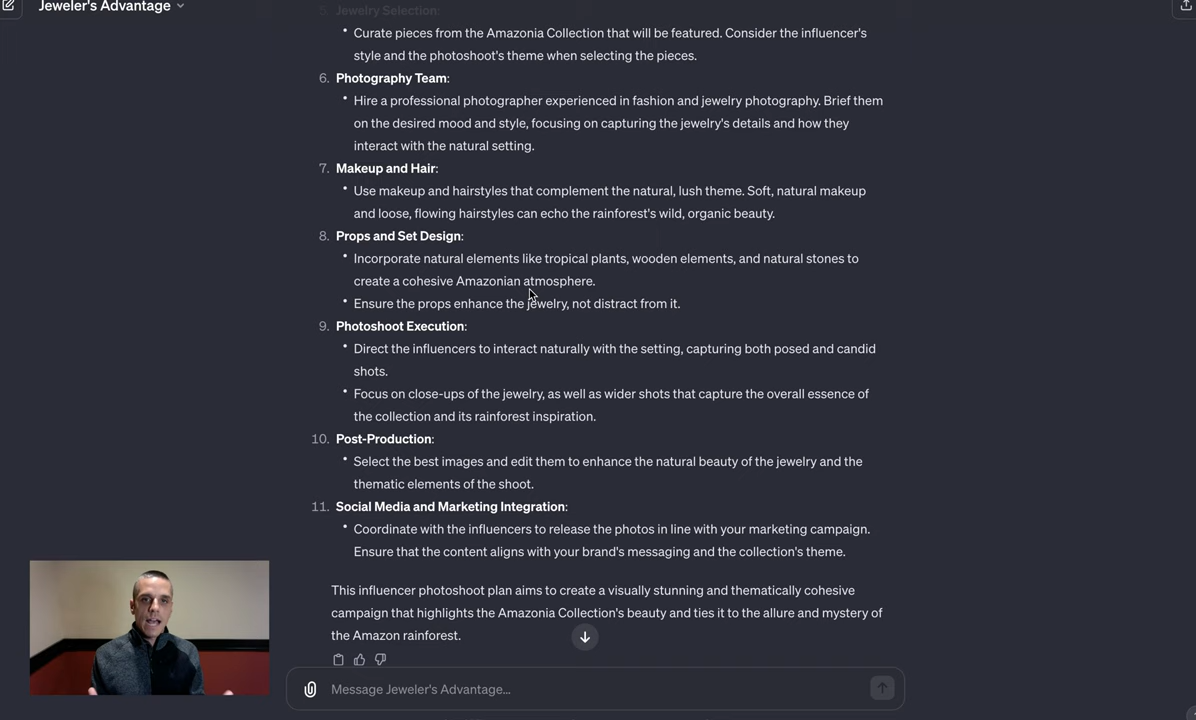 Jeweler's Advantage
5. Jewelry Selection:
• Curate pieces from the Amazonia Collection that will be featured. Consider the influencer's
style and the photoshoot's theme when selecting the pieces.
6. Photography Team:
• Hire a professional photographer experienced in fashion and jewelry photography. Brief them
on the desired mood and style, focusing on capturing the jewelry's details and how they
interact with the natural setting.
7. Makeup and Hair:
• Use makeup and hairstyles that complement the natural, lush theme. Soft, natural makeup
and loose, flowing hairstyles can echo the rainforest's wild, organic beauty.
8. Props and Set Design:
• Incorporate natural elements like tropical plants, wooden elements, and natural stones to
create a cohesive Amazonian atmosphere.
• Ensure the props enhance the jewelry, not distract from it.
9. Photoshoot Execution:
• Direct the influencers to interact naturally with the setting, capturing both posed and candid
shots.
• Focus on close-ups of the jewelry, as well as wider shots that capture the overall essence of
the collection and its rainforest inspiration.
10. Post-Production:
• Select the best images and edit them to enhance the natural beauty of the jewelry and the
thematic elements of the shoot.
11. Social Media and Marketing Integration:
• Coordinate with the influencers to release the photos in line with your marketing campaign.
Ensure that the content aligns with your brand's messaging and the collection's theme.
This influencer photoshoot plan aims to create a visually stunning and thematically cohesive
campaign that highlights the Amazonia Collection's beauty and ties it to the allure and mystery of
the Amazon rainforest.
Message Jeweler's Advantage...